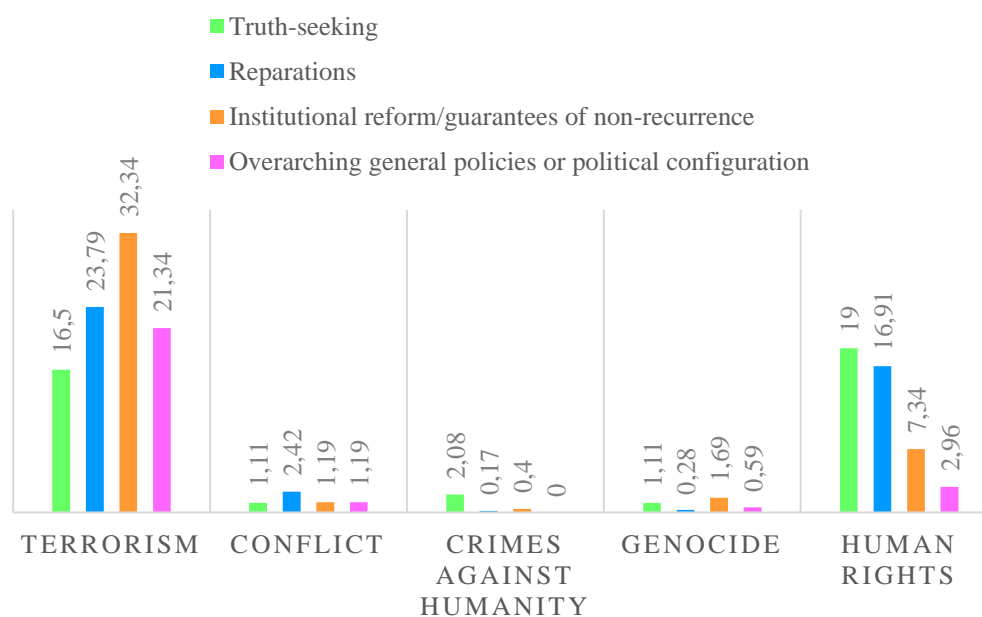 Truth-seeking
Reparations
Institutional reform/guarantees of non-recurrence
Overarching general policies or political configuration
16,5
23,79
32,34
21,34
1,11
2,42
1,19
1,19
2,08
0,17
0,4
0
1,11
0,28
1,69
0,59
19
16,91
7,34
2,96
TERRORISM
CONFLICT
CRIMES
AGAINST
HUMANITY
GENOCIDE
HUMAN
RIGHTS